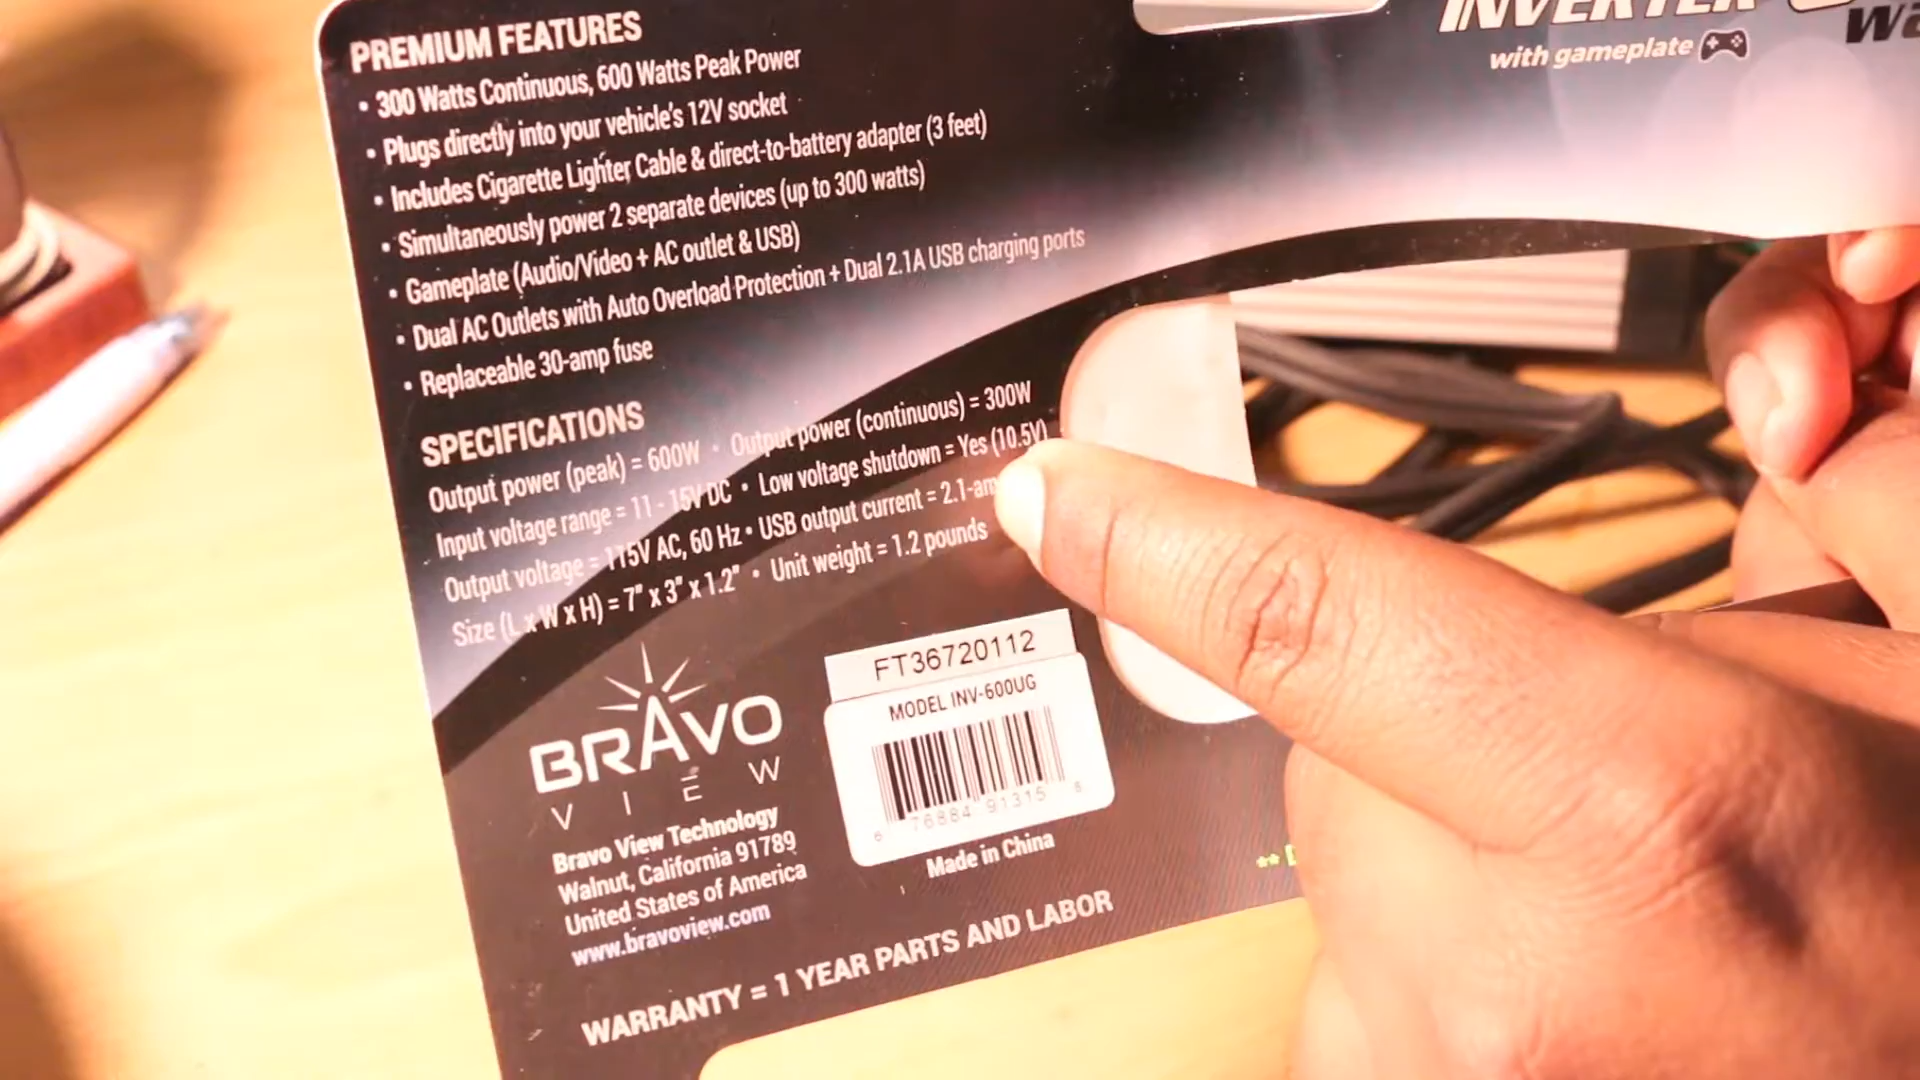 PREMIUM FEATURES
• 300 Watts Continuous, 600 Watts Peak Power
• Plugs directly into your vehicle's 12V socket
• Includes Cigarette Lighter Cable & direct-to-battery adapter (3 feet)
• Simultaneously power 2 separate devices (up to 300 watts)
• Gameplate (Audio/Video + AC outlet & USB)
• Dual AC Outlets with Auto Overload Protection + Dual 2.1A USB charging ports
• Replaceable 30-amp fuse
INVERTER
with gameplate
SPECIFICATIONS
Output power (peak) = 600W • Output power (continuous) = 300W
Input voltage range = 11 - 15V DC • Low voltage shutdown = Yes (10.5V)
Output voltage = 115V AC, 60 Hz • USB output current = 2.1-am
Size (L x W x H) = 7" x 3" x 1.2" • Unit weight = 1.2 pounds
BRAVO
VIEW
Bravo View Technology
Walnut, California 91789
United States of America
www.bravoview.com
FT36720112
MODEL INV-600UG
6 76884 91315 8
Made in China
WARRANTY = 1 YEAR PARTS AND LABOR